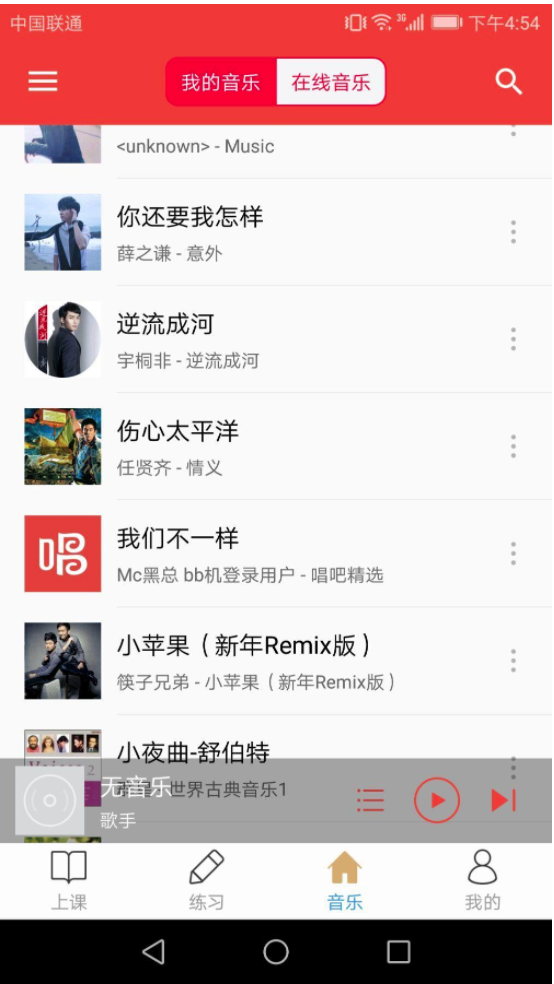 中国联通
3G
下午4:54
我的音乐
在线音乐
<unknown> - Music
你还要我怎样
薛之谦 - 意外
逆流成河
宇桐非 - 逆流成河
伤心太平洋
任贤齐 - 情义
唱
我们不一样
Mc黑总 bb机登录用户 - 唱吧精选
小苹果（新年Remix版）
筷子兄弟 - 小苹果（新年Remix版）
小夜曲-舒伯特
世界古典音乐1
无音乐
歌手
上课
练习
音乐
我的